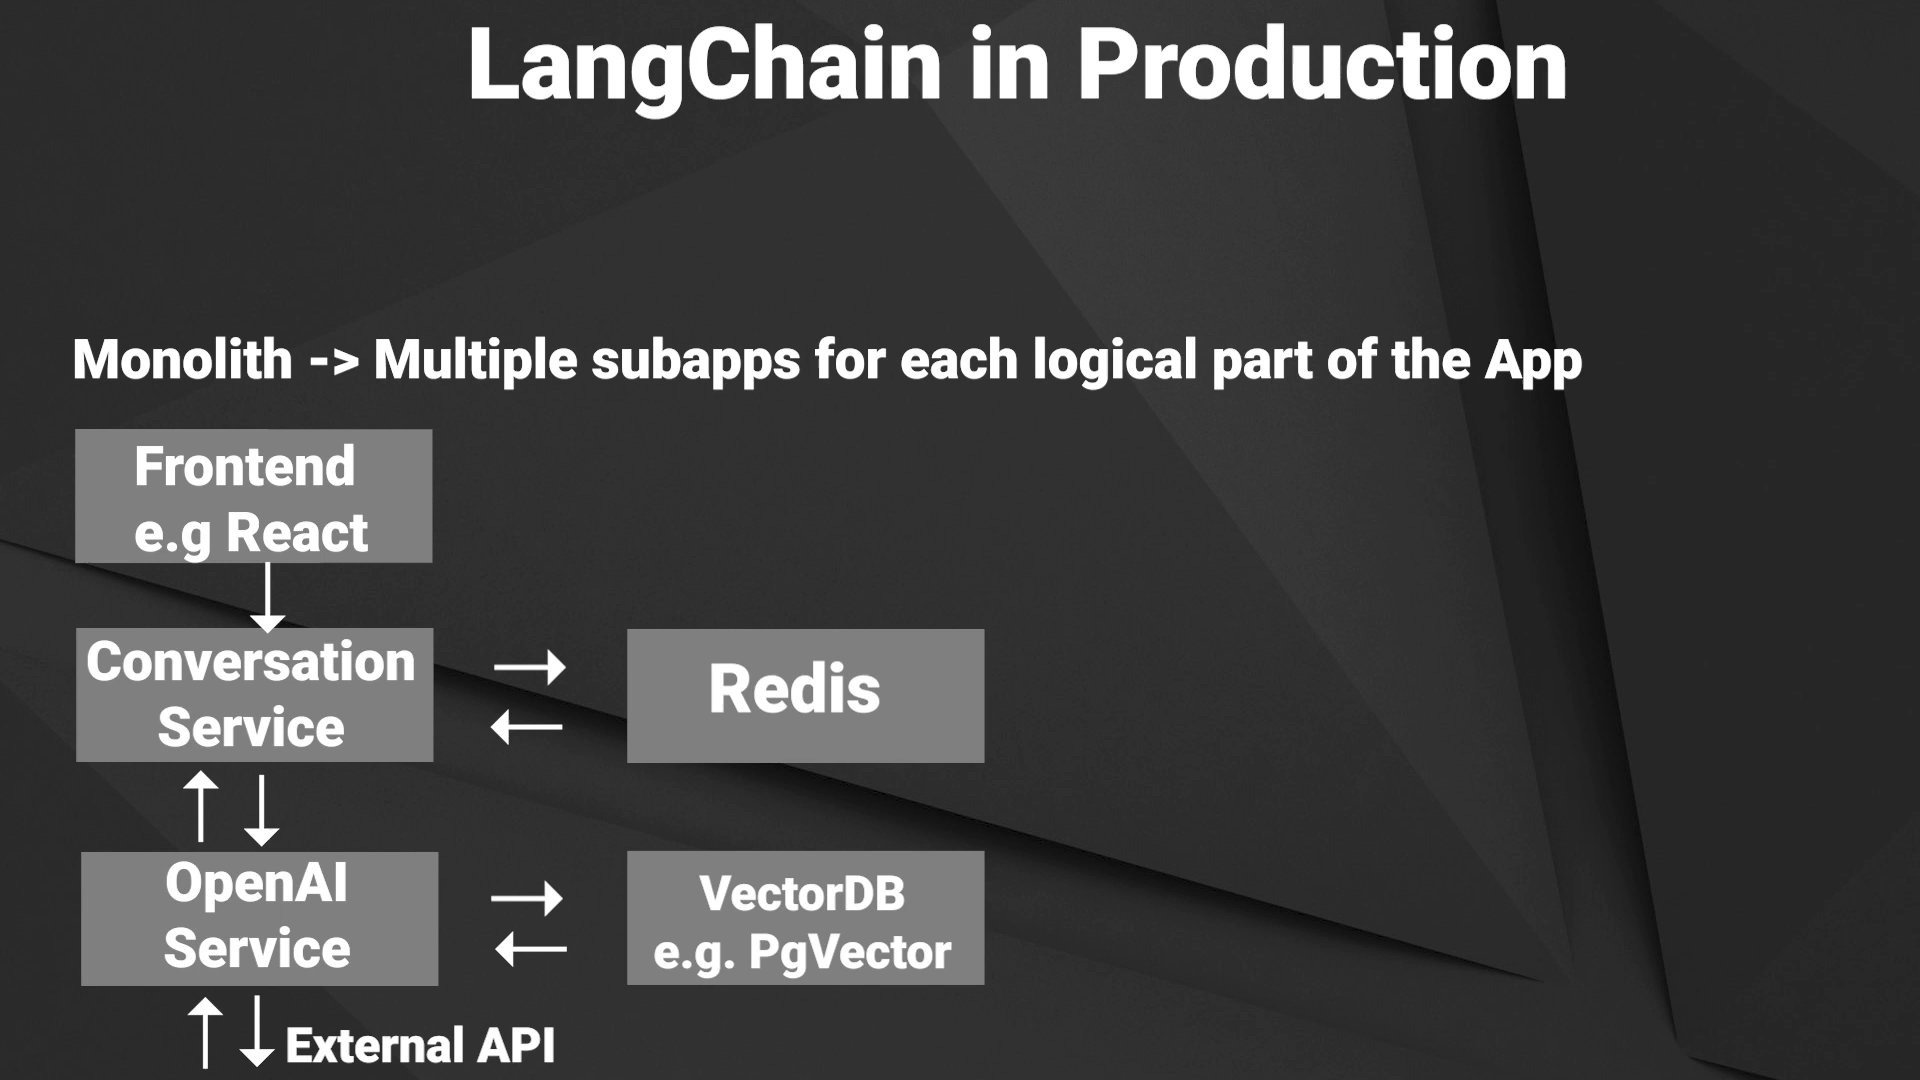 LangChain in Production
Monolith -> Multiple subapps for each logical part of the App
Frontend
e.g React
Conversation
Service
Redis
OpenAI
Service
VectorDB
e.g. PgVector
External API